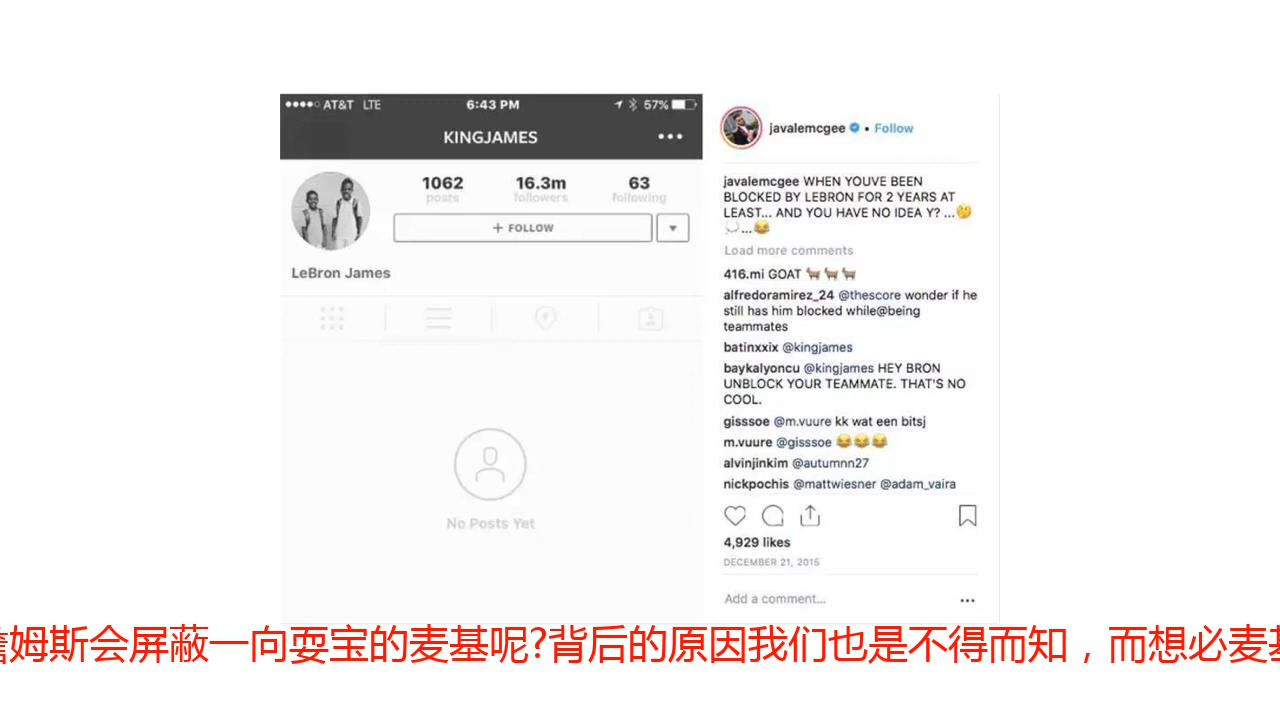 AT&T LTE 6:43 PM 57%
KINGJAMES
1062 16.3m 63
posts followers following
+ FOLLOW
LeBron James
No Posts Yet
javalemcgee • Follow
javalemcgee WHEN YOUVE BEEN
BLOCKED BY LEBRON FOR 2 YEARS AT
LEAST... AND YOU HAVE NO IDEA Y? ...🤔
💭...😂
Load more comments
416.mi GOAT 🐐🐐🐐
alfredoramirez_24 @thescore wonder if he
still has him blocked while@being
teammates
batinxxix @kingjames
baykalyoncu @kingjames HEY BRON
UNBLOCK YOUR TEAMMATE. THAT'S NO
COOL.
gisssoe @m.vuure kk wat een bitsj
m.vuure @gisssoe 😂😂😂
alvinjinkim @autumnn27
nickpochis @mattwiesner @adam_vaira
4,929 likes
DECEMBER 21, 2015
Add a comment...
姆斯会屏蔽一向耍宝的麦基呢?背后的原因我们也是不得而知，而想必麦